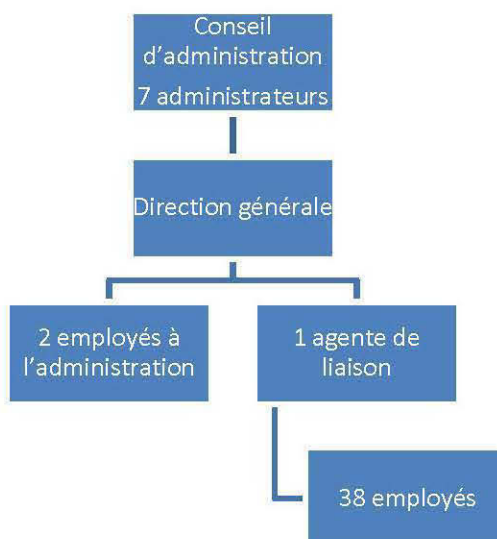 Conseil
d’administration
7 administrateurs
Direction générale
2 employés à
l’administration
1 agente de
liaison
38 employés